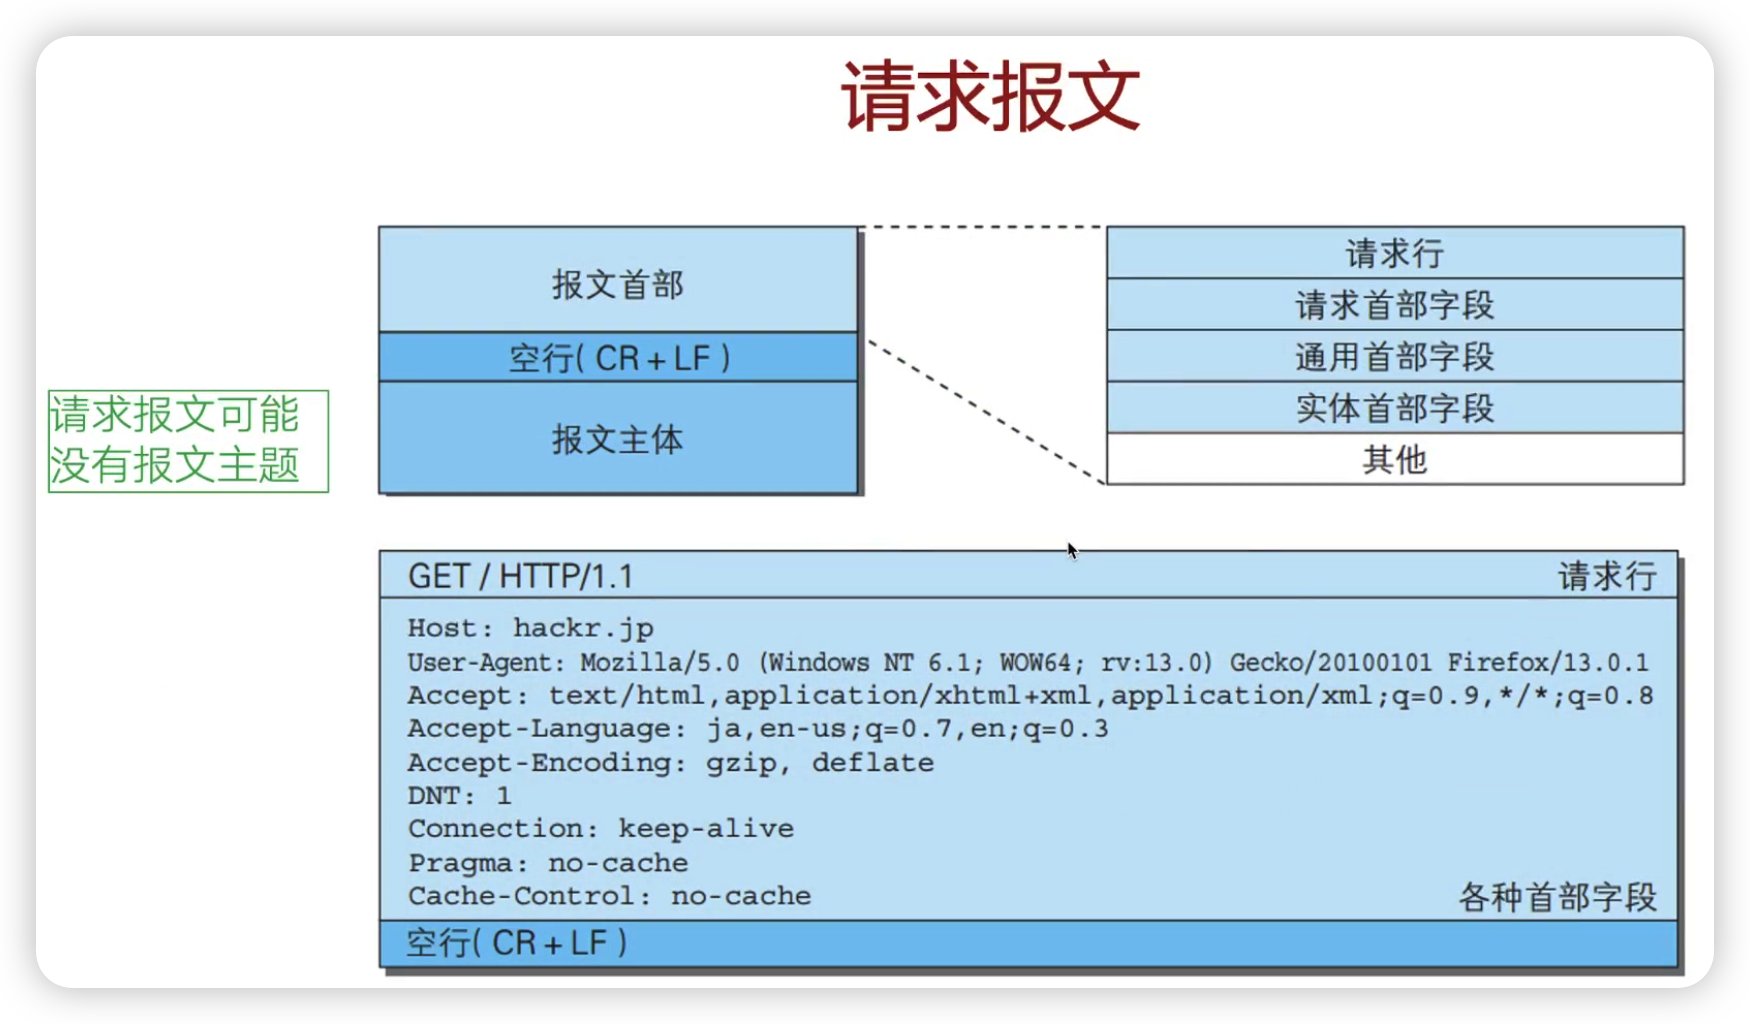 请求报文
报文首部
空行( CR + LF )
报文主体
请求报文可能
没有报文主题
请求行
请求首部字段
通用首部字段
实体首部字段
其他
GET / HTTP/1.1
请求行
Host: hackr.jp
User-Agent: Mozilla/5.0 (Windows NT 6.1; WOW64; rv:13.0) Gecko/20100101 Firefox/13.0.1
Accept: text/html,application/xhtml+xml,application/xml;q=0.9,*/*;q=0.8
Accept-Language: ja,en-us;q=0.7,en;q=0.3
Accept-Encoding: gzip, deflate
DNT: 1
Connection: keep-alive
Pragma: no-cache
Cache-Control: no-cache
各种首部字段
空行( CR + LF )